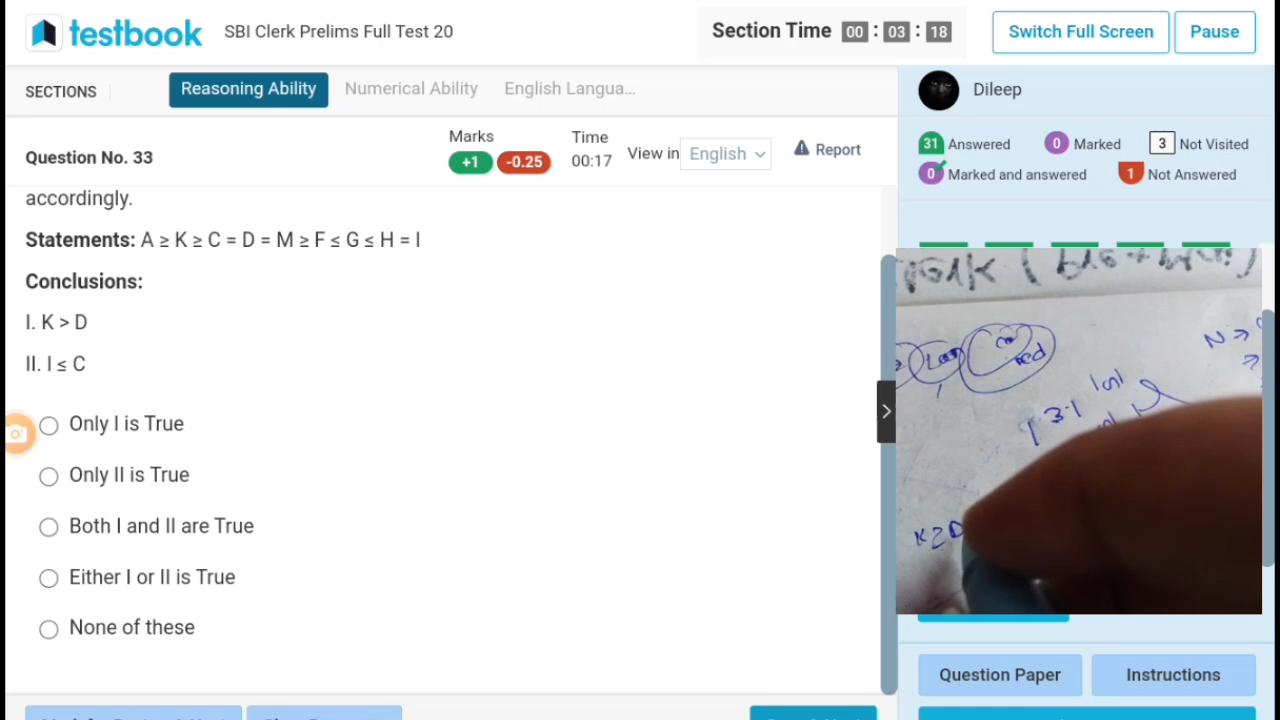 testbook SBI Clerk Prelims Full Test 20 Section Time 00 : 03 : 18 Switch Full Screen Pause
SECTIONS Reasoning Ability Numerical Ability English Langua... Dileep
Question No. 33 Marks +1 -0.25 Time 00:17 View in English Report
31 Answered 0 Marked 3 Not Visited
0 Marked and answered 1 Not Answered
accordingly.
Statements: A ≥ K ≥ C = D = M ≥ F ≤ G ≤ H = I
Conclusions:
I. K > D
II. I ≤ C
Only I is True
Only II is True
Both I and II are True
Either I or II is True
None of these
red
K ≥ D
Question Paper Instructions